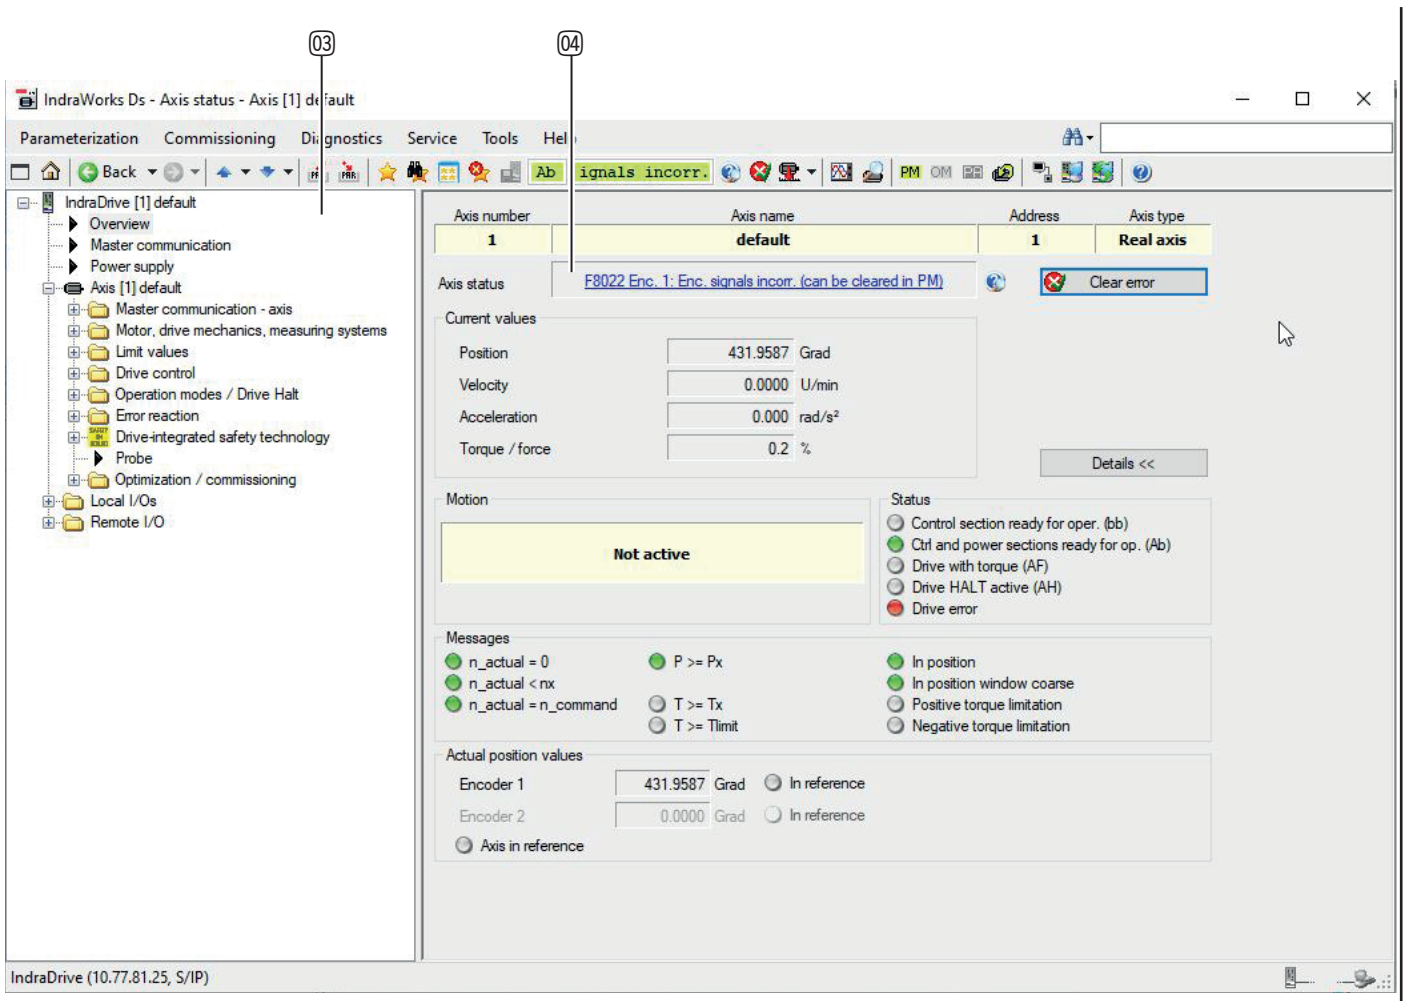 03 04
IndraWorks Ds - Axis status - Axis [1] default
Parameterization Commissioning Diagnostics Service Tools Help
Back PAR PAR Ab ignals incorr. PM OM
IndraDrive [1] default
Overview
Master communication
Power supply
Axis [1] default
Master communication - axis
Motor, drive mechanics, measuring systems
Limit values
Drive control
Operation modes / Drive Halt
Error reaction
SAFETY IN Drive-integrated safety technology
Probe
Optimization / commissioning
Local I/Os
Remote I/O
Axis number Axis name Address Axis type
1 default 1 Real axis
Axis status F8022 Enc. 1: Enc. signals incorr. (can be cleared in PM) Clear error
Current values
Position 431.9587 Grad
Velocity 0.0000 U/min
Acceleration 0.000 rad/s²
Torque / force 0.2 %
Details <<
Motion
Not active
Status
Control section ready for oper. (bb)
Ctrl and power sections ready for op. (Ab)
Drive with torque (AF)
Drive HALT active (AH)
Drive error
Messages
n_actual = 0 P >= Px In position
n_actual < nx In position window coarse
n_actual = n_command T >= Tx Positive torque limitation
T >= Tlimit Negative torque limitation
Actual position values
Encoder 1 431.9587 Grad In reference
Encoder 2 0.0000 Grad In reference
Axis in reference
IndraDrive (10.77.81.25, S/IP)